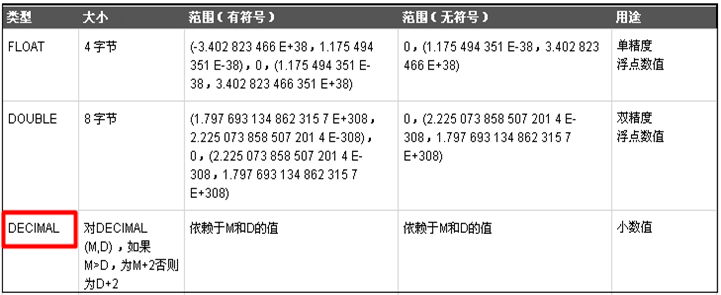 类型 大小 范围（有符号） 范围（无符号） 用途
FLOAT 4 字节 (-3.402 823 466 E+38，1.175 494 0，(1.175 494 351 E-38，3.402 823 单精度
351 E-38)，0，(1.175 494 351 E- 466 E+38) 浮点数值
38，3.402 823 466 351 E+38)
DOUBLE 8 字节 (1.797 693 134 862 315 7 E+308， 0，(2.225 073 858 507 201 4 E- 双精度
2.225 073 858 507 201 4 E-308)， 308，1.797 693 134 862 315 7 浮点数值
0，(2.225 073 858 507 201 4 E- E+308)
308，1.797 693 134 862 315 7
E+308)
DECIMAL 对DECIMAL 依赖于M和D的值 依赖于M和D的值 小数值
(M,D)，如果
M>D，为M+2否则
为D+2